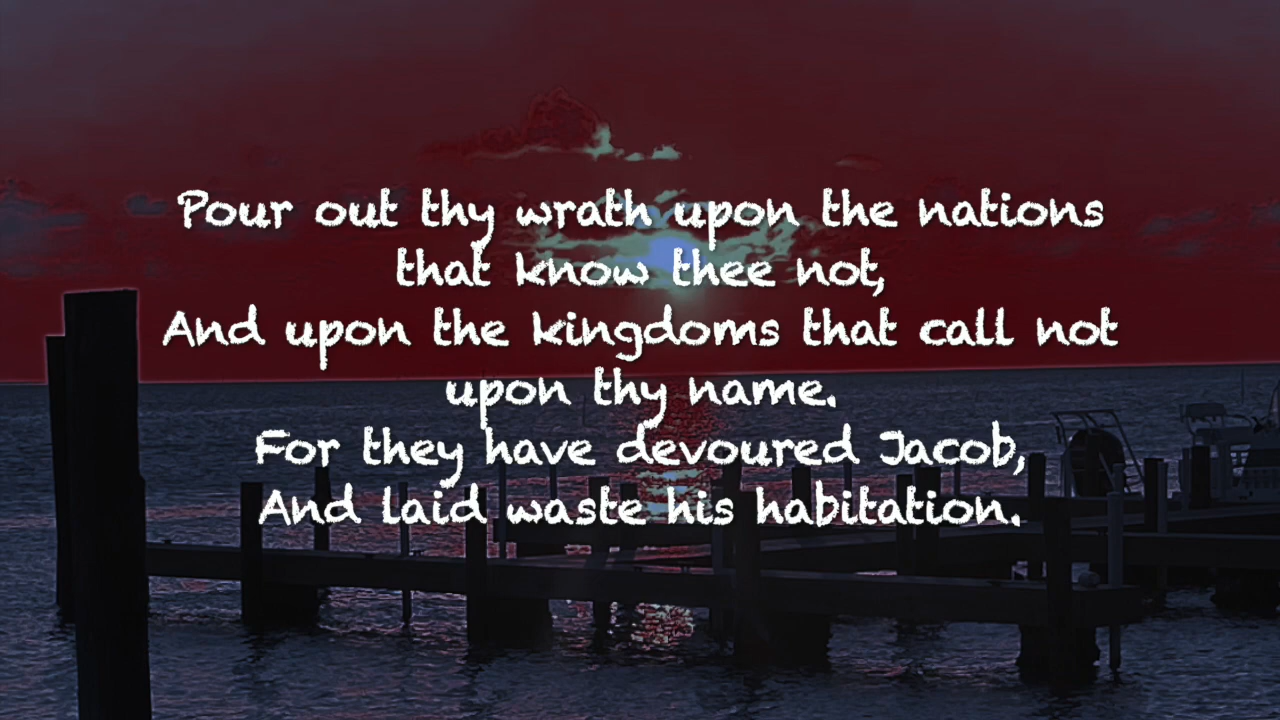 Pour out thy wrath upon the nations
that know thee not,
And upon the kingdoms that call not
upon thy name.
For they have devoured Jacob,
And laid waste his habitation.